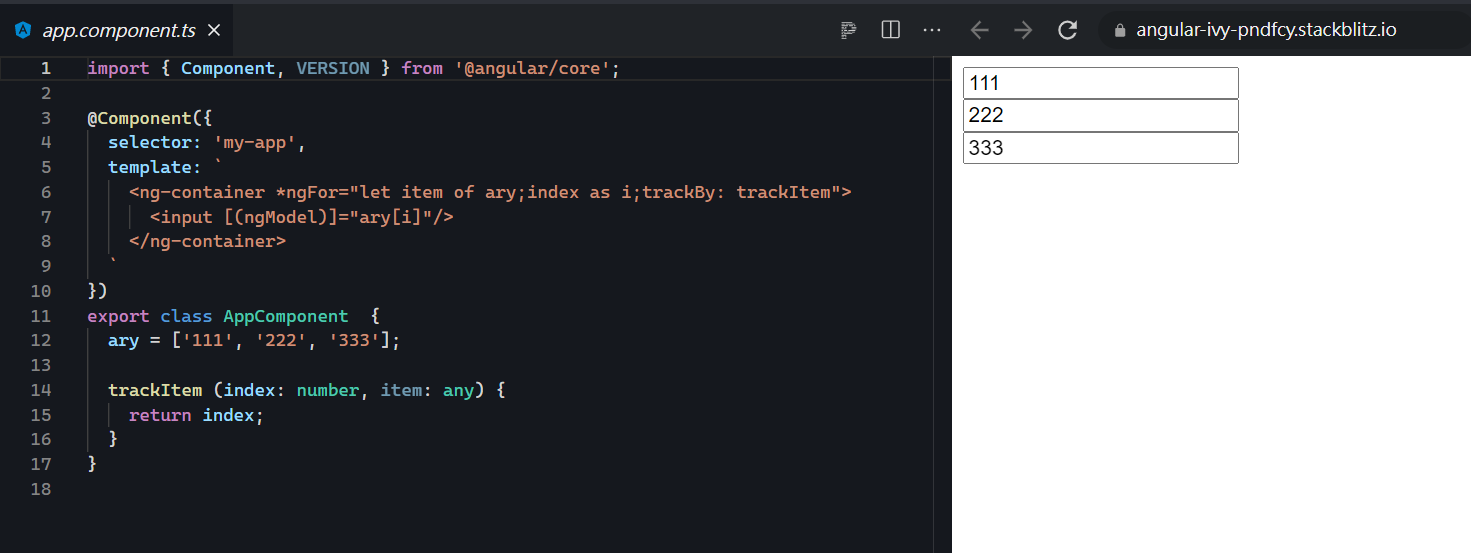 app.component.ts
angular-ivy-pndfcy.stackblitz.io
1 import { Component, VERSION } from '@angular/core';
2
3 @Component({
4   selector: 'my-app',
5   template: `
6     <ng-container *ngFor="let item of ary;index as i;trackBy: trackItem">
7       <input [(ngModel)]="ary[i]"/>
8     </ng-container>
9   `
10 })
11 export class AppComponent  {
12   ary = ['111', '222', '333'];
13
14   trackItem (index: number, item: any) {
15     return index;
16   }
17 }
18
111
222
333